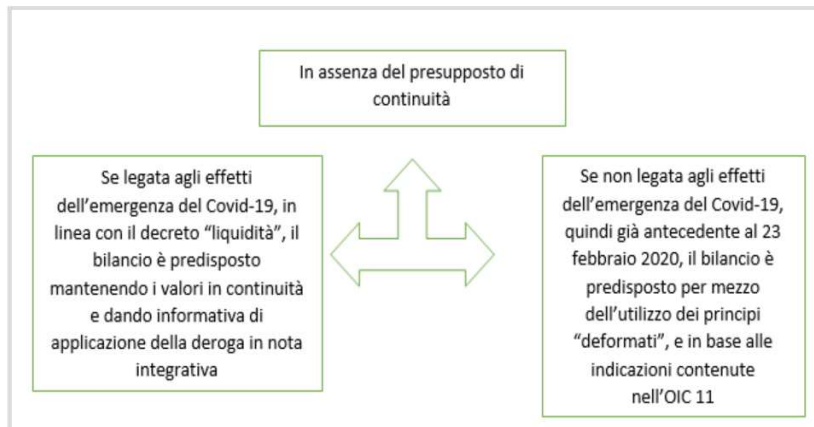 In assenza del presupposto di
continuità
Se legata agli effetti
dell'emergenza del Covid-19, in
linea con il decreto “liquidità”, il
bilancio è predisposto
mantenendo i valori in continuità
e dando informativa di
applicazione della deroga in nota
integrativa
Se non legata agli effetti
dell'emergenza del Covid-19,
quindi già antecedente al 23
febbraio 2020, il bilancio è
predisposto per mezzo
dell'utilizzo dei principi
“deformati”, e in base alle
indicazioni contenute
nell'OIC 11